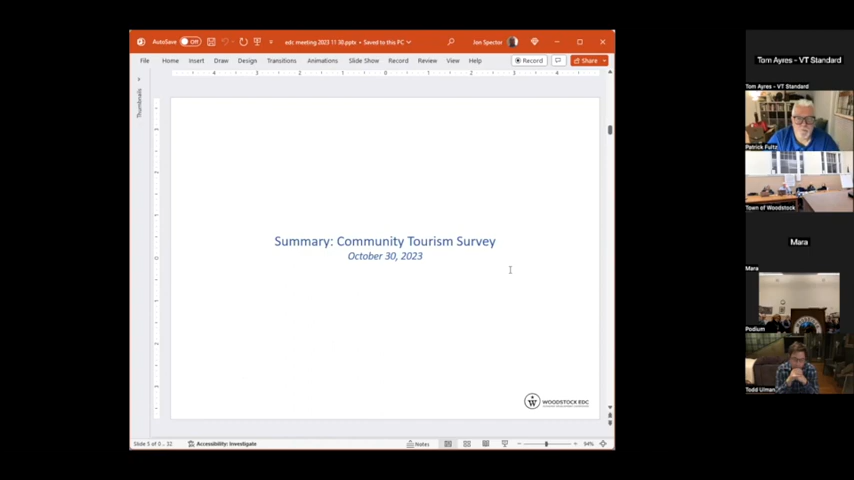 AutoSave
Off
edc meeting 2023 11 30.pptx • Saved to this PC
Jon Spector
File
Home
Insert
Draw
Design
Transitions
Animations
Slide Show
Record
Review
View
Help
Record
Share
Thumbnails
Summary: Community Tourism Survey
October 30, 2023
WOODSTOCK EDC
Accessibility: Investigate
Notes
94%
Tom Ayres - VT Standard
Tom Ayres - VT Standard
Patrick Fultz
Town of Woodstock
Mara
Mara
Podium